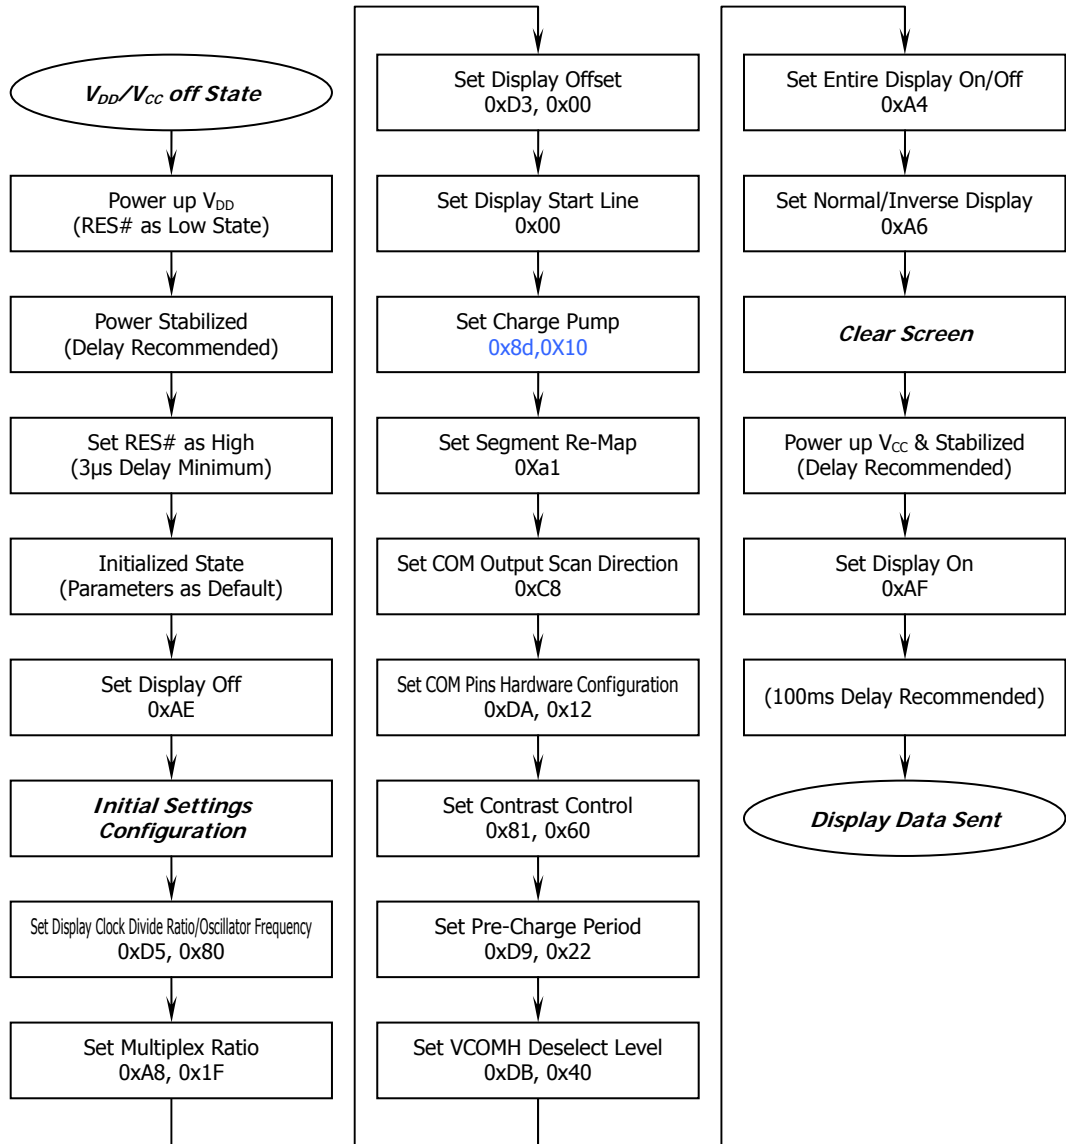 V_DD/V_CC off State
Power up V_DD
(RES# as Low State)
Power Stabilized
(Delay Recommended)
Set RES# as High
(3μs Delay Minimum)
Initialized State
(Parameters as Default)
Set Display Off
0xAE
Initial Settings
Configuration
Set Display Clock Divide Ratio/Oscillator Frequency
0xD5, 0x80
Set Multiplex Ratio
0xA8, 0x1F
Set Display Offset
0xD3, 0x00
Set Display Start Line
0x00
Set Charge Pump
0x8d,0X10
Set Segment Re-Map
0Xa1
Set COM Output Scan Direction
0xC8
Set COM Pins Hardware Configuration
0xDA, 0x12
Set Contrast Control
0x81, 0x60
Set Pre-Charge Period
0xD9, 0x22
Set VCOMH Deselect Level
0xDB, 0x40
Set Entire Display On/Off
0xA4
Set Normal/Inverse Display
0xA6
Clear Screen
Power up V_CC & Stabilized
(Delay Recommended)
Set Display On
0xAF
(100ms Delay Recommended)
Display Data Sent